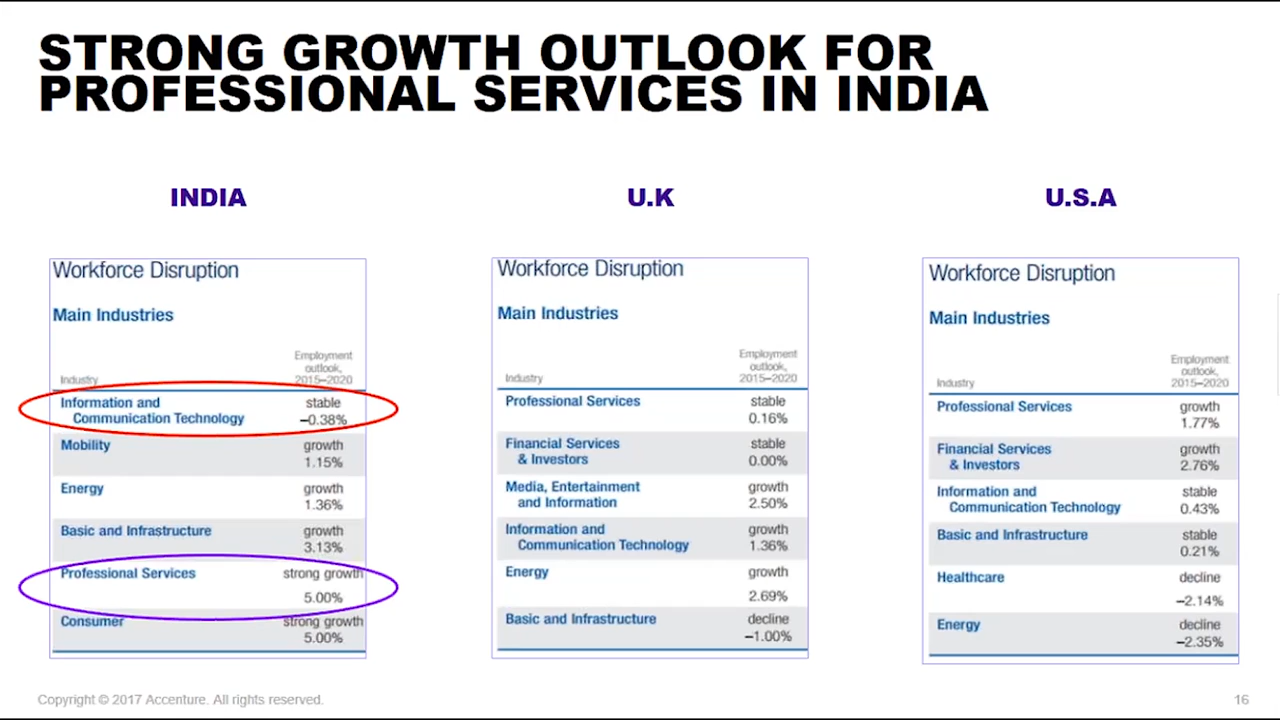 STRONG GROWTH OUTLOOK FOR
PROFESSIONAL SERVICES IN INDIA
INDIA
Workforce Disruption
Main Industries
Employment
outlook,
Industry 2015–2020
Information and stable
Communication Technology –0.38%
Mobility growth
1.15%
Energy growth
1.36%
Basic and Infrastructure growth
3.13%
Professional Services strong growth
5.00%
Consumer strong growth
5.00%
U.K
Workforce Disruption
Main Industries
Employment
outlook,
Industry 2015–2020
Professional Services stable
0.16%
Financial Services stable
& Investors 0.00%
Media, Entertainment growth
and Information 2.50%
Information and growth
Communication Technology 1.36%
Energy growth
2.69%
Basic and Infrastructure decline
–1.00%
U.S.A
Workforce Disruption
Main Industries
Employment
outlook,
Industry 2015–2020
Professional Services growth
1.77%
Financial Services growth
& Investors 2.76%
Information and stable
Communication Technology 0.43%
Basic and Infrastructure stable
0.21%
Healthcare decline
–2.14%
Energy decline
–2.35%
Copyright © 2017 Accenture. All rights reserved.
16